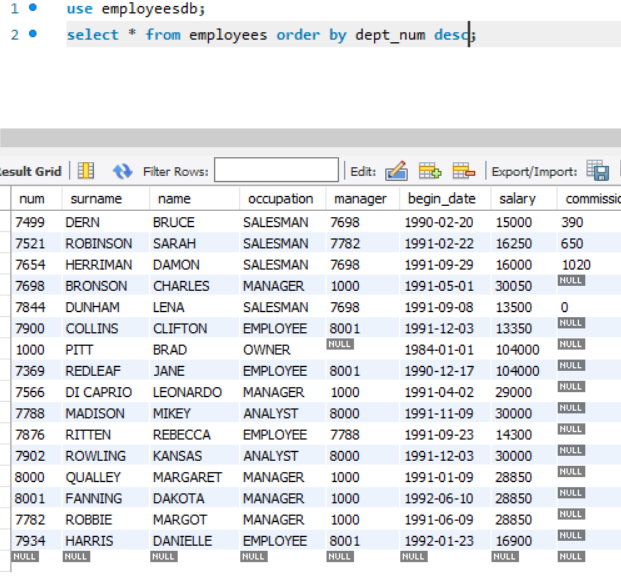 1 use employeesdb;
2 select * from employees order by dept_num desc;
Result Grid Filter Rows: Edit: Export/Import:
num surname name occupation manager begin_date salary commissio
7499 DERN BRUCE SALESMAN 7698 1990-02-20 15000 390
7521 ROBINSON SARAH SALESMAN 7782 1991-02-22 16250 650
7654 HERRIMAN DAMON SALESMAN 7698 1991-09-29 16000 1020
7698 BRONSON CHARLES MANAGER 1000 1991-05-01 30050 NULL
7844 DUNHAM LENA SALESMAN 7698 1991-09-08 13500 0
7900 COLLINS CLIFTON EMPLOYEE 8001 1991-12-03 13350 NULL
1000 PITT BRAD OWNER NULL 1984-01-01 104000 NULL
7369 REDLEAF JANE EMPLOYEE 8001 1990-12-17 104000 NULL
7566 DI CAPRIO LEONARDO MANAGER 1000 1991-04-02 29000 NULL
7788 MADISON MIKEY ANALYST 8000 1991-11-09 30000 NULL
7876 RITTEN REBECCA EMPLOYEE 7788 1991-09-23 14300 NULL
7902 ROWLING KANSAS ANALYST 8000 1991-12-03 30000 NULL
8000 QUALLEY MARGARET MANAGER 1000 1991-01-09 28850 NULL
8001 FANNING DAKOTA MANAGER 1000 1992-06-10 28850 NULL
7782 ROBBIE MARGOT MANAGER 1000 1991-06-09 28850 NULL
7934 HARRIS DANIELLE EMPLOYEE 8001 1992-01-23 16900 NULL
NULL NULL NULL NULL NULL NULL NULL NULL